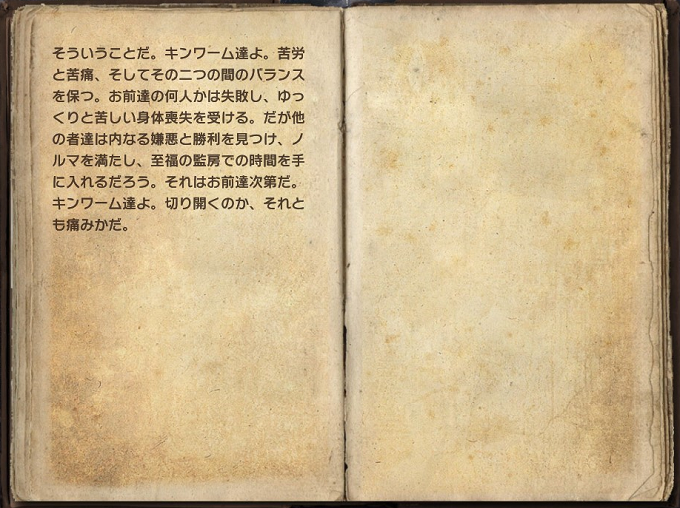 そういうことだ。キンワーム達よ。苦労
と苦痛、そしてその二つの間のバランス
を保つ。お前達の何人かは失敗し、ゆっ
くりと苦しい身体喪失を受ける。だが他
の者達は内なる嫌悪と勝利を見つけ、ノ
ルマを満たし、至福の監房での時間を手
に入れるだろう。それはお前達次第だ。
キンワーム達よ。切り開くのか、それと
も痛みかだ。